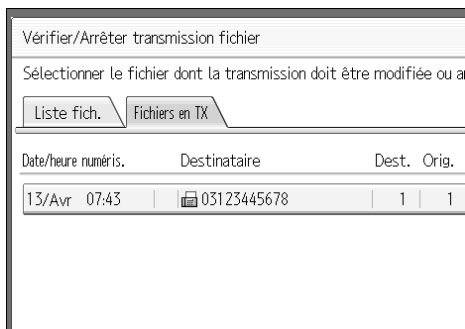 Vérifier/Arrêter transmission fichier
Sélectionner le fichier dont la transmission doit être modifiée ou
Liste fich. Fichiers en TX
Date/heure numéris. Destinataire Dest. Orig.
13/Avr 07:43 03123445678 1 1